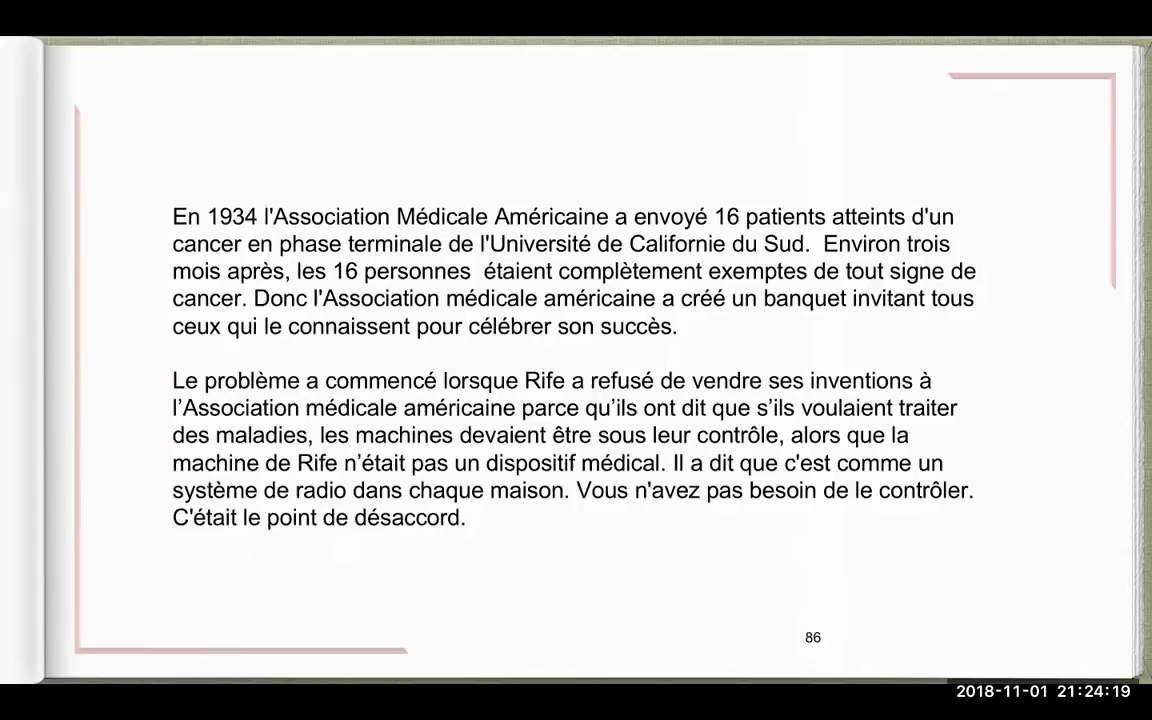 En 1934 l'Association Médicale Américaine a envoyé 16 patients atteints d'un
cancer en phase terminale de l'Université de Californie du Sud.  Environ trois
mois après, les 16 personnes  étaient complètement exemptes de tout signe de
cancer. Donc l'Association médicale américaine a créé un banquet invitant tous
ceux qui le connaissent pour célébrer son succès.
Le problème a commencé lorsque Rife a refusé de vendre ses inventions à
l’Association médicale américaine parce qu’ils ont dit que s’ils voulaient traiter
des maladies, les machines devaient être sous leur contrôle, alors que la
machine de Rife n’était pas un dispositif médical. Il a dit que c'est comme un
système de radio dans chaque maison. Vous n'avez pas besoin de le contrôler.
C'était le point de désaccord.
86
2018-11-01 21:24:19